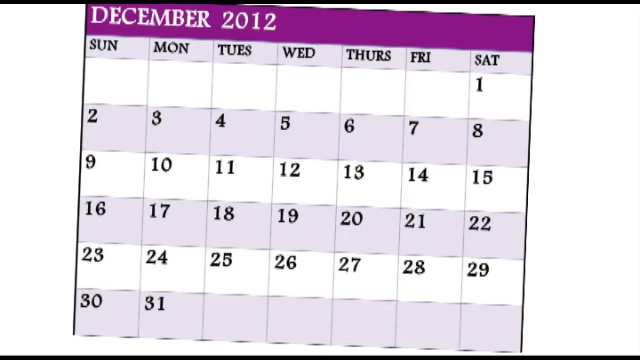 DECEMBER 2012
SUN MON TUES WED THURS FRI SAT
1
2 3 4 5 6 7 8
9 10 11 12 13 14 15
16 17 18 19 20 21 22
23 24 25 26 27 28 29
30 31